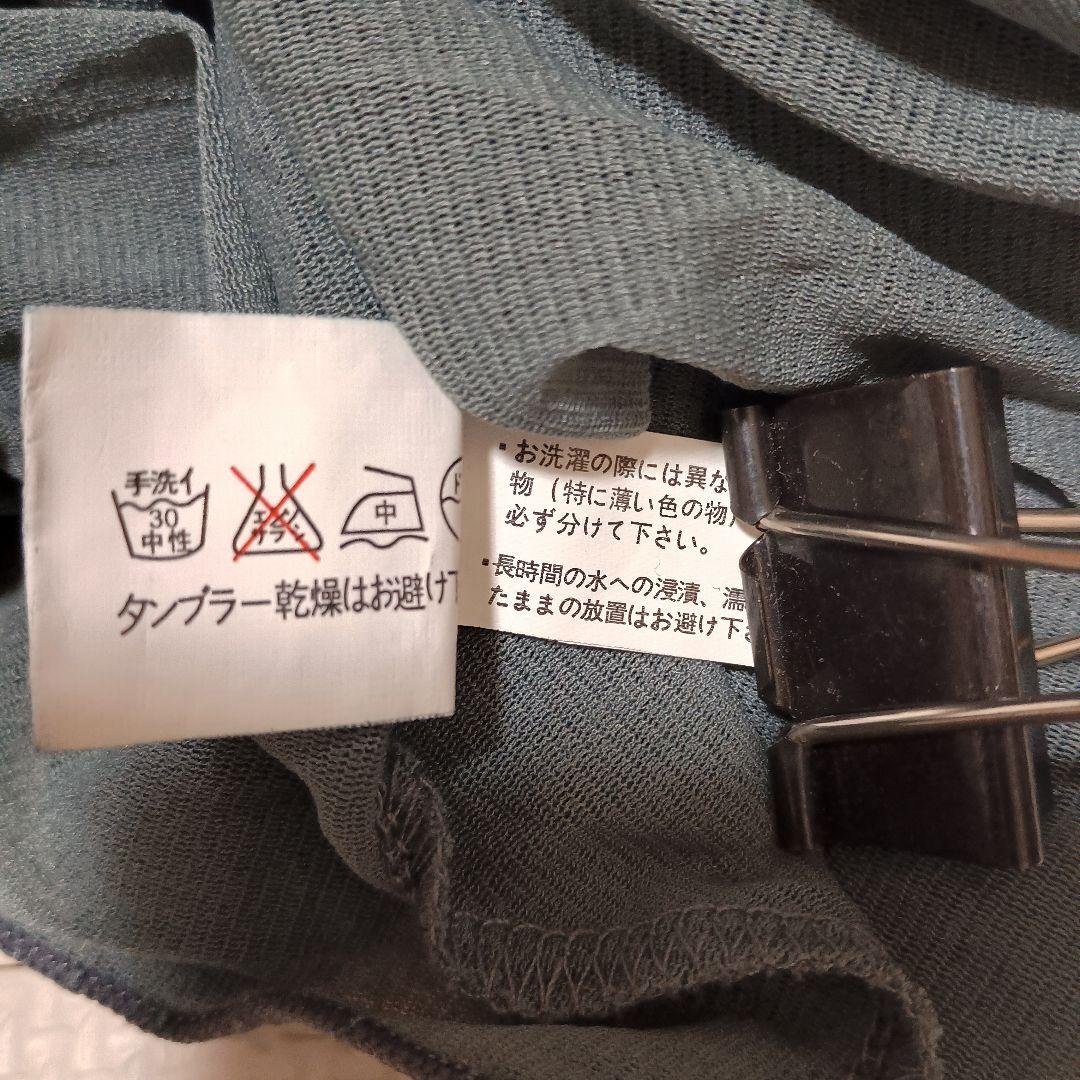 手洗イ
30
中性
エンソ
サラシ
中
タンブラー乾燥はお避け下
・お洗濯の際には異な
物（特に薄い色の物）
必ず分けて下さい。
・長時間の水への浸漬、濡
たままの放置はお避け下さ